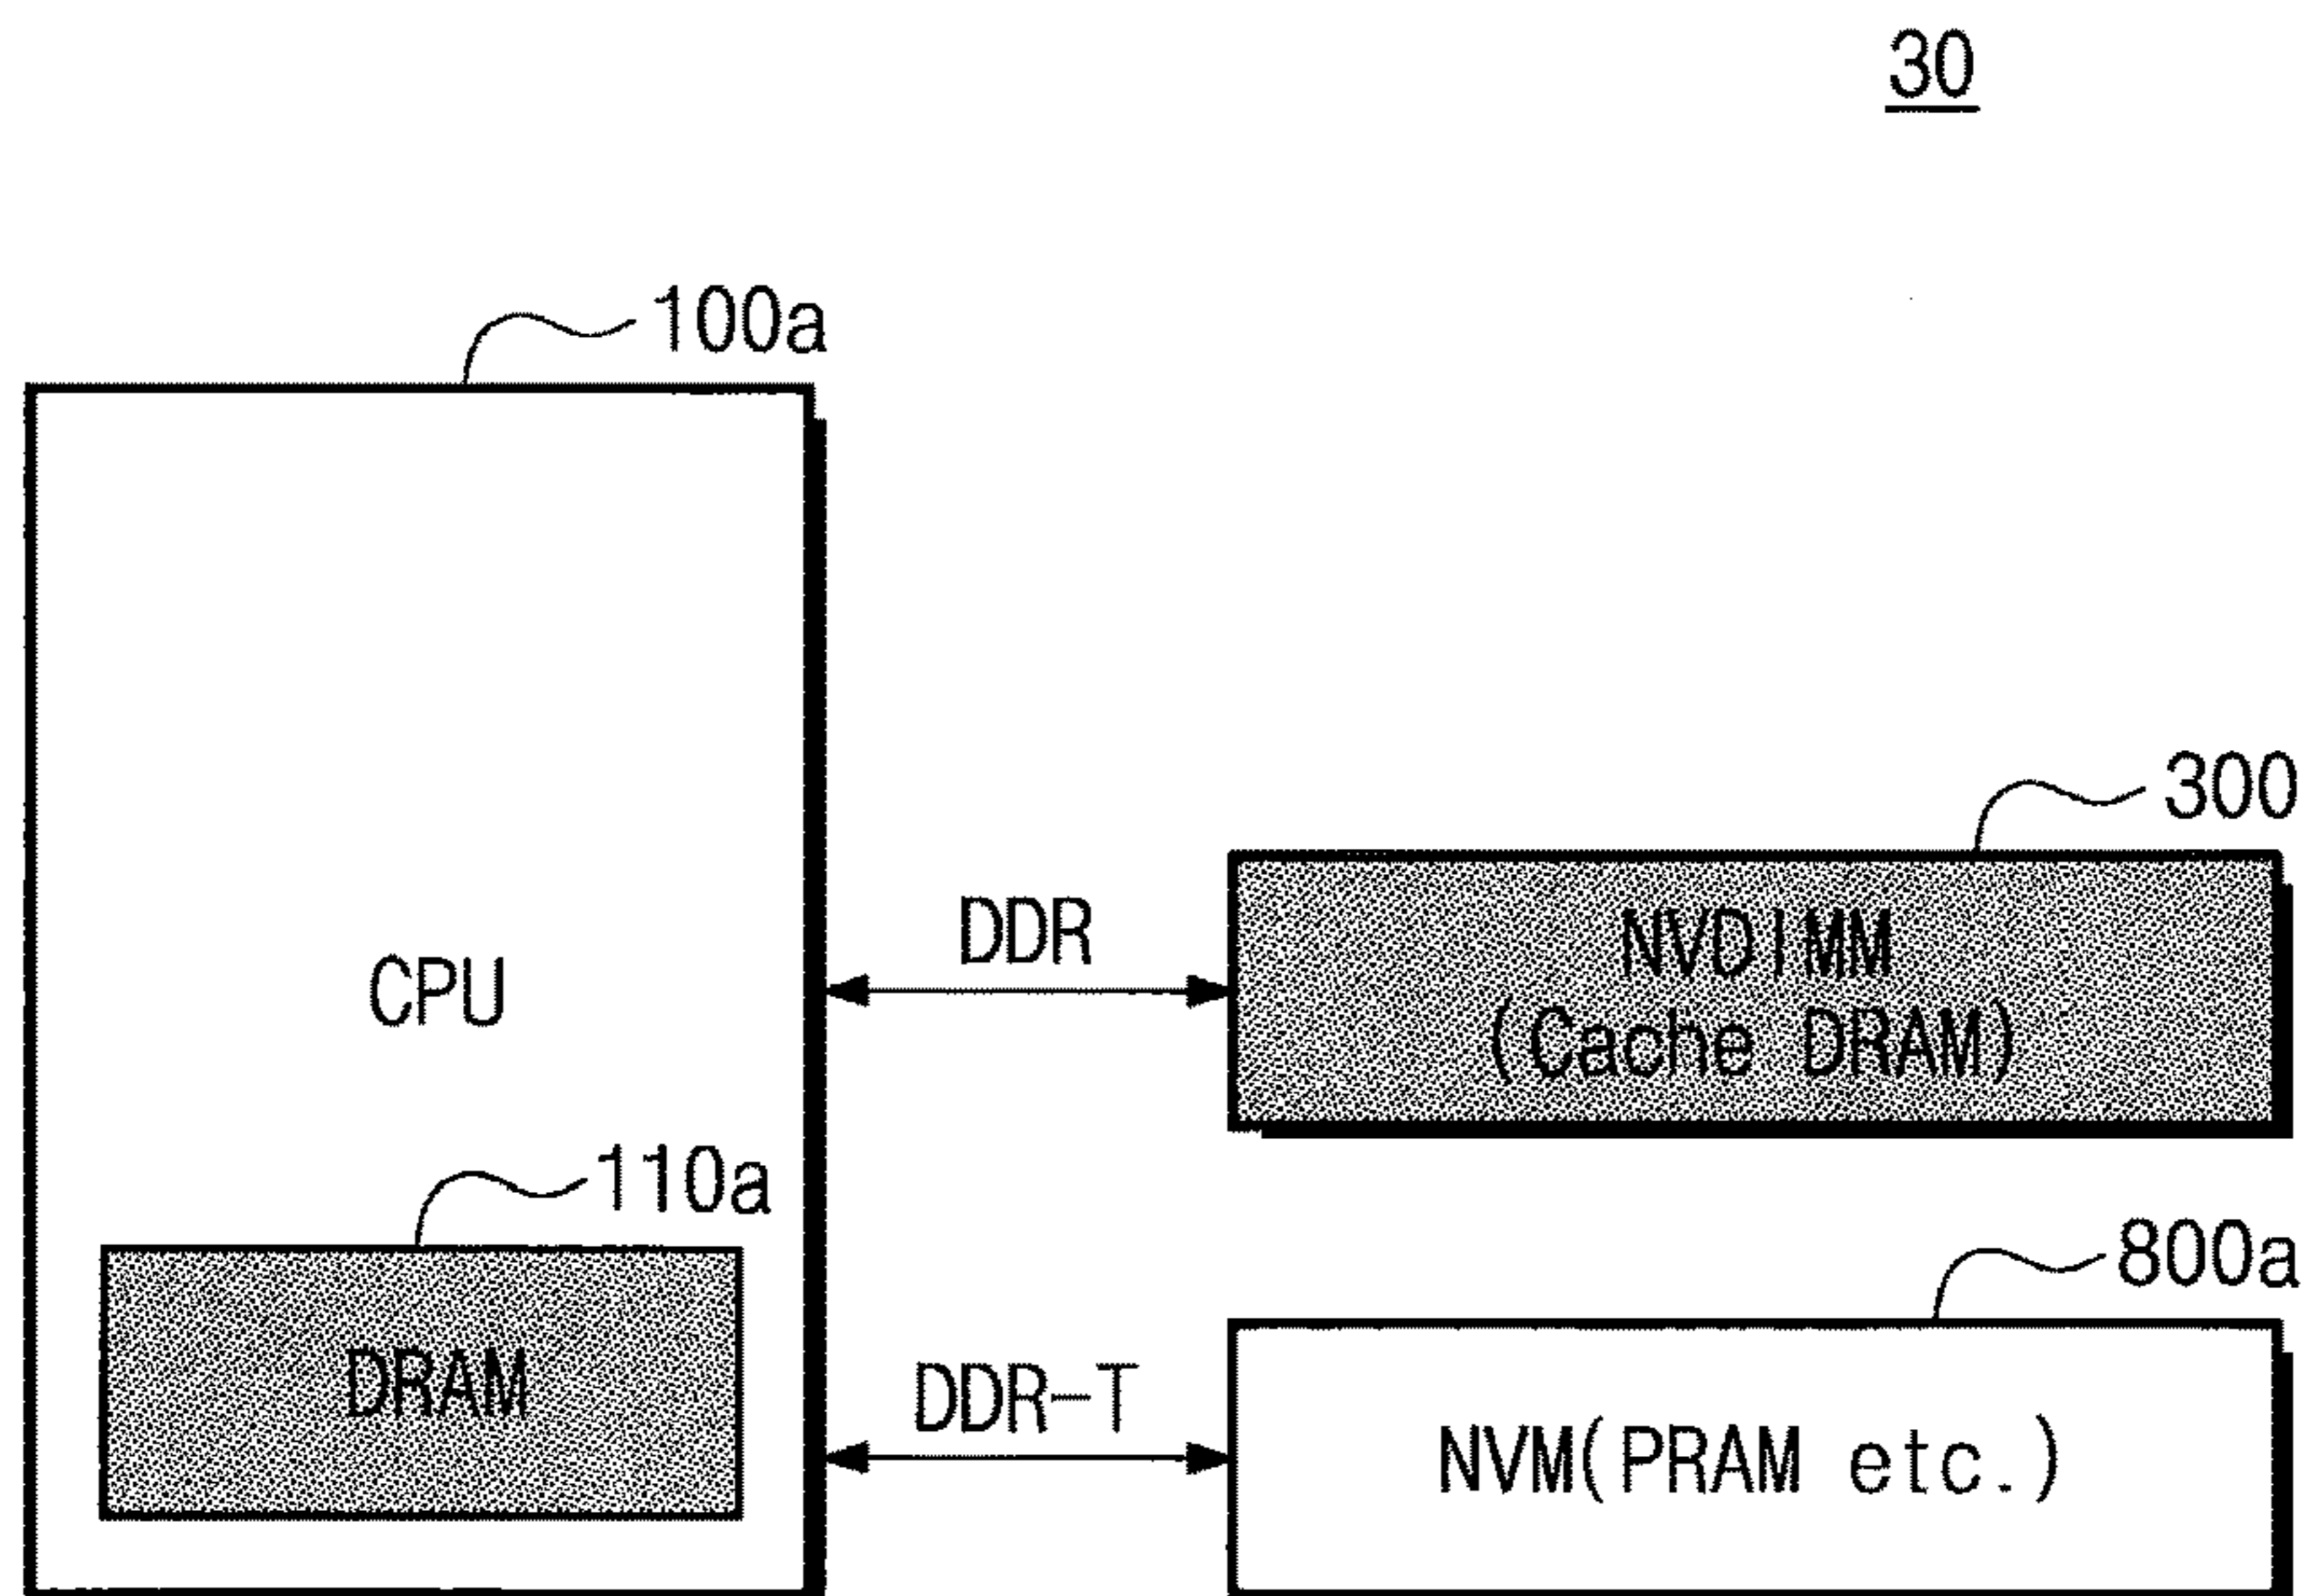 30
100a
300
DDR
NVDIMM
(Cache DRAM)
CPU
110a
800a
DRAM
DDR-T
NVM(PRAM etc.)